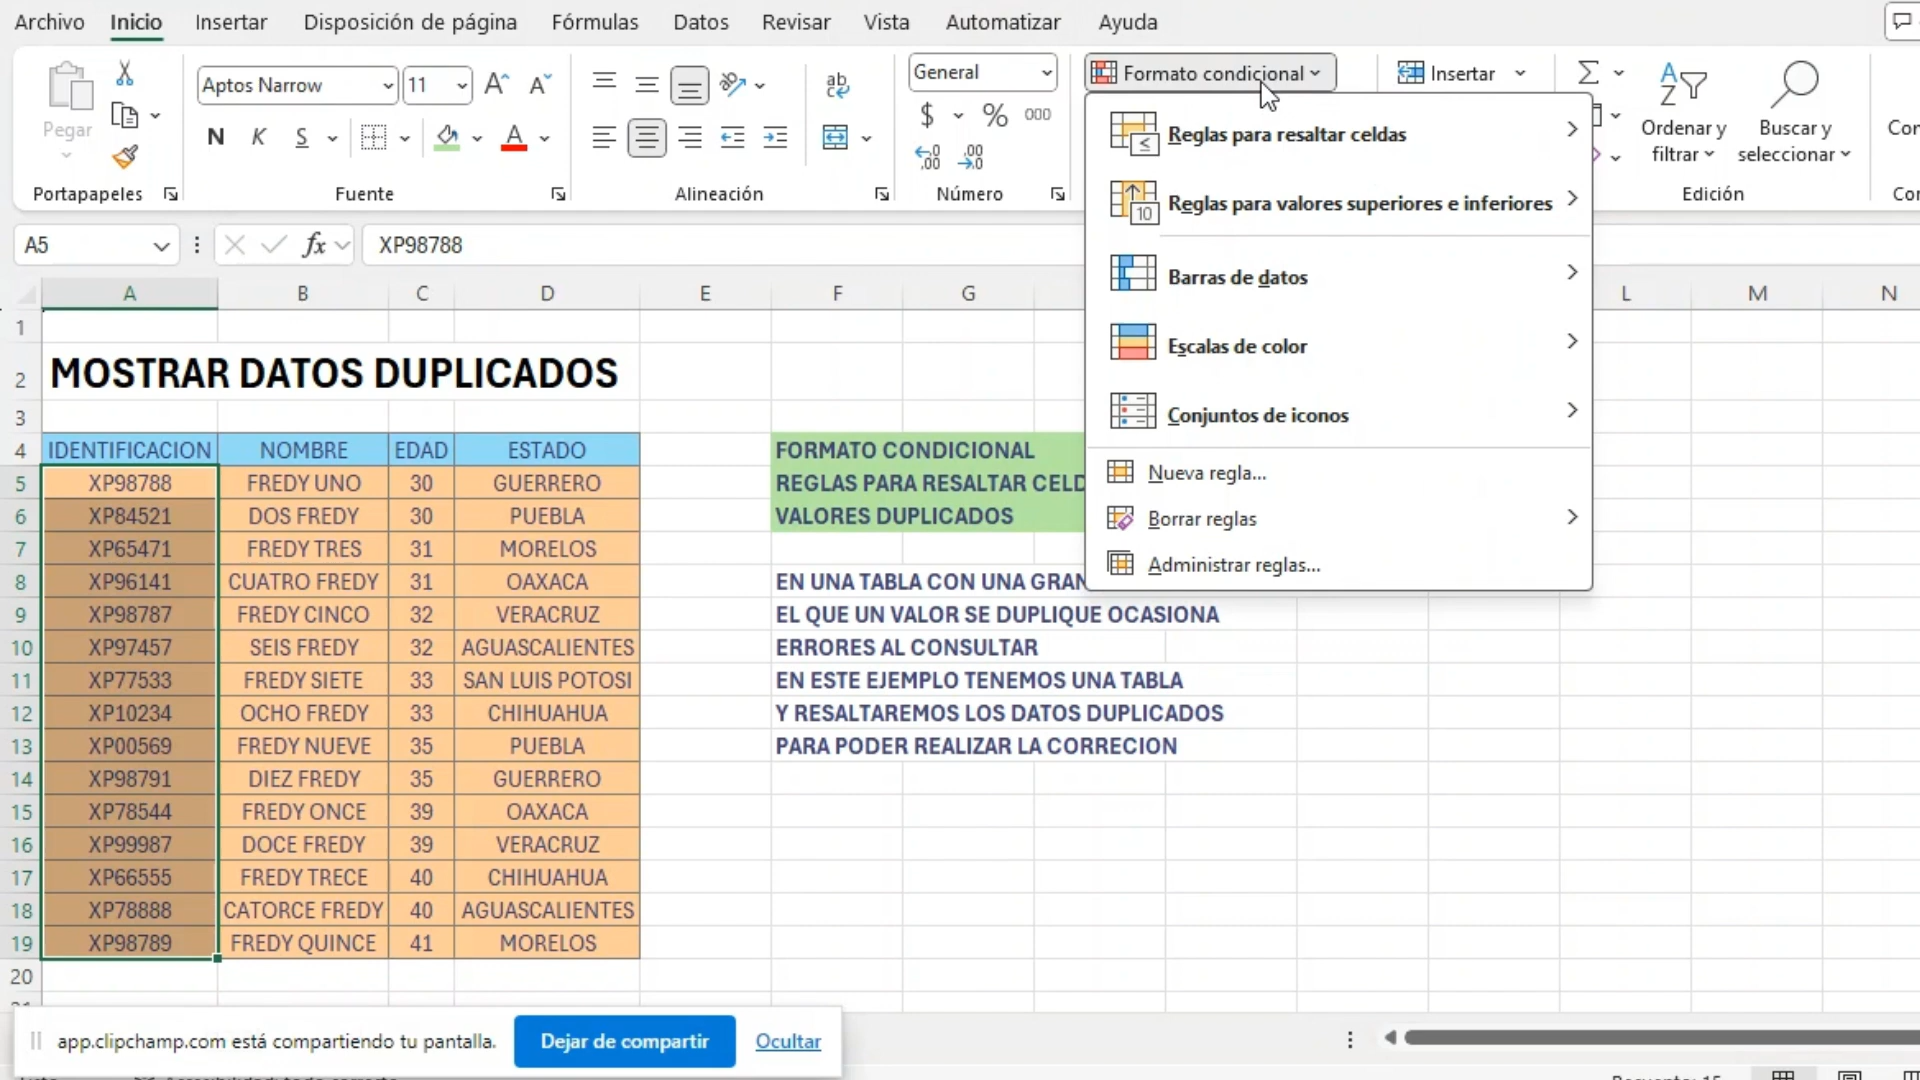 Archivo Inicio Insertar Disposición de página Fórmulas Datos Revisar Vista Automatizar Ayuda
Pegar
Portapapeles
Aptos Narrow 11
N K S
Fuente
Alineación
General
$ % 000
Número
Formato condicional
Insertar
Ordenar y filtrar
Buscar y seleccionar
Edición
Reglas para resaltar celdas
Reglas para valores superiores e inferiores
Barras de datos
Escalas de color
Conjuntos de iconos
Nueva regla...
Borrar reglas
Administrar reglas...
A5 fx XP98788
A B C D E F G L M N
1
2 MOSTRAR DATOS DUPLICADOS
3
4 IDENTIFICACION NOMBRE EDAD ESTADO FORMATO CONDICIONAL
5 XP98788 FREDY UNO 30 GUERRERO REGLAS PARA RESALTAR CELD
6 XP84521 DOS FREDY 30 PUEBLA VALORES DUPLICADOS
7 XP65471 FREDY TRES 31 MORELOS
8 XP96141 CUATRO FREDY 31 OAXACA EN UNA TABLA CON UNA GRAN
9 XP98787 FREDY CINCO 32 VERACRUZ EL QUE UN VALOR SE DUPLIQUE OCASIONA
10 XP97457 SEIS FREDY 32 AGUASCALIENTES ERRORES AL CONSULTAR
11 XP77533 FREDY SIETE 33 SAN LUIS POTOSI EN ESTE EJEMPLO TENEMOS UNA TABLA
12 XP10234 OCHO FREDY 33 CHIHUAHUA Y RESALTAREMOS LOS DATOS DUPLICADOS
13 XP00569 FREDY NUEVE 35 PUEBLA PARA PODER REALIZAR LA CORRECION
14 XP98791 DIEZ FREDY 35 GUERRERO
15 XP78544 FREDY ONCE 39 OAXACA
16 XP99987 DOCE FREDY 39 VERACRUZ
17 XP66555 FREDY TRECE 40 CHIHUAHUA
18 XP78888 CATORCE FREDY 40 AGUASCALIENTES
19 XP98789 FREDY QUINCE 41 MORELOS
20
app.clipchamp.com está compartiendo tu pantalla. Dejar de compartir Ocultar